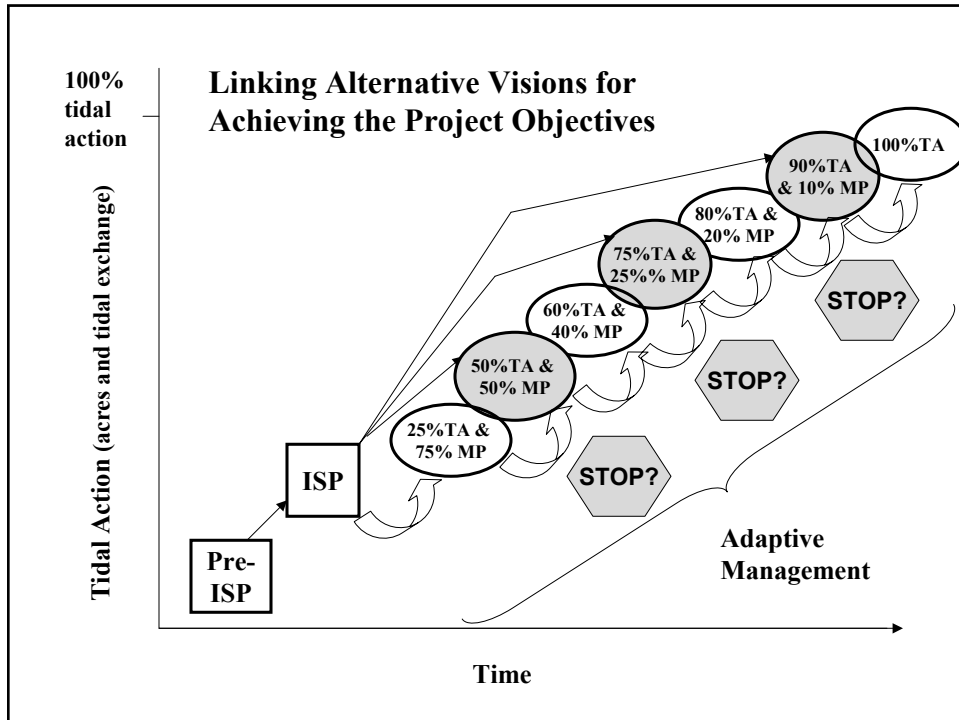 Linking Alternative Visions for
Achieving the Project Objectives
100%
tidal
action
Tidal Action (acres and tidal exchange)
100%TA
90%TA
& 10% MP
80%TA &
20% MP
75%TA &
25%% MP
60%TA &
40% MP
50%TA &
50% MP
25%TA &
75% MP
ISP
Pre-
ISP
STOP?
STOP?
STOP?
Adaptive
Management
Time